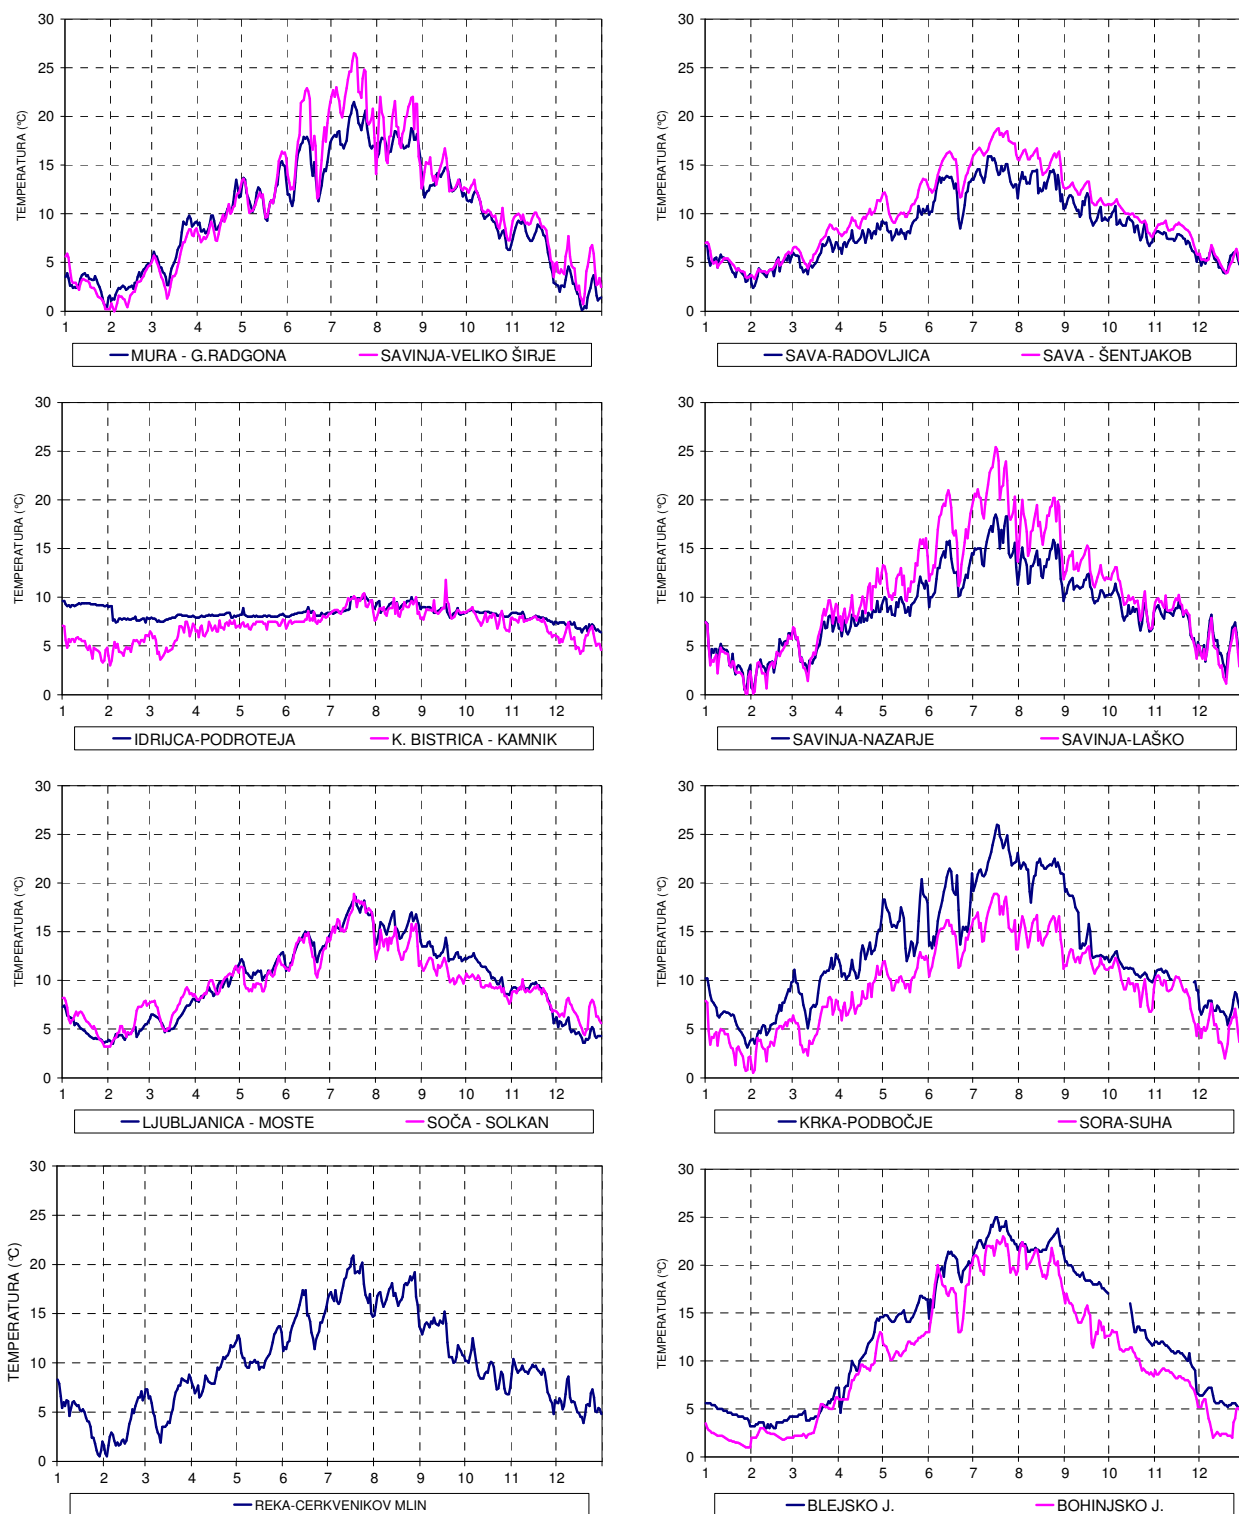 TEMPERATURA (°C)
30
25
20
15
10
5
0
1 2 3 4 5 6 7 8 9 10 11 12
MURA - G.RADGONA SAVINJA-VELIKO ŠIRJE
TEMPERATURA (°C)
30
25
20
15
10
5
0
1 2 3 4 5 6 7 8 9 10 11 12
SAVA-RADOVLJICA SAVA - ŠENTJAKOB
TEMPERATURA (°C)
30
25
20
15
10
5
0
1 2 3 4 5 6 7 8 9 10 11 12
IDRIJCA-PODROTEJA K. BISTRICA - KAMNIK
TEMPERATURA (°C)
30
25
20
15
10
5
0
1 2 3 4 5 6 7 8 9 10 11 12
SAVINJA-NAZARJE SAVINJA-LAŠKO
TEMPERATURA (°C)
30
25
20
15
10
5
0
1 2 3 4 5 6 7 8 9 10 11 12
LJUBLJANICA - MOSTE SOČA - SOLKAN
TEMPERATURA (°C)
30
25
20
15
10
5
0
1 2 3 4 5 6 7 8 9 10 11 12
KRKA-PODBOČJE SORA-SUHA
TEMPERATURA (°C)
30
25
20
15
10
5
0
1 2 3 4 5 6 7 8 9 10 11 12
REKA-CERKVENIKOV MLIN
TEMPERATURA (°C)
30
25
20
15
10
5
0
1 2 3 4 5 6 7 8 9 10 11 12
BLEJSKO J. BOHINJSKO J.